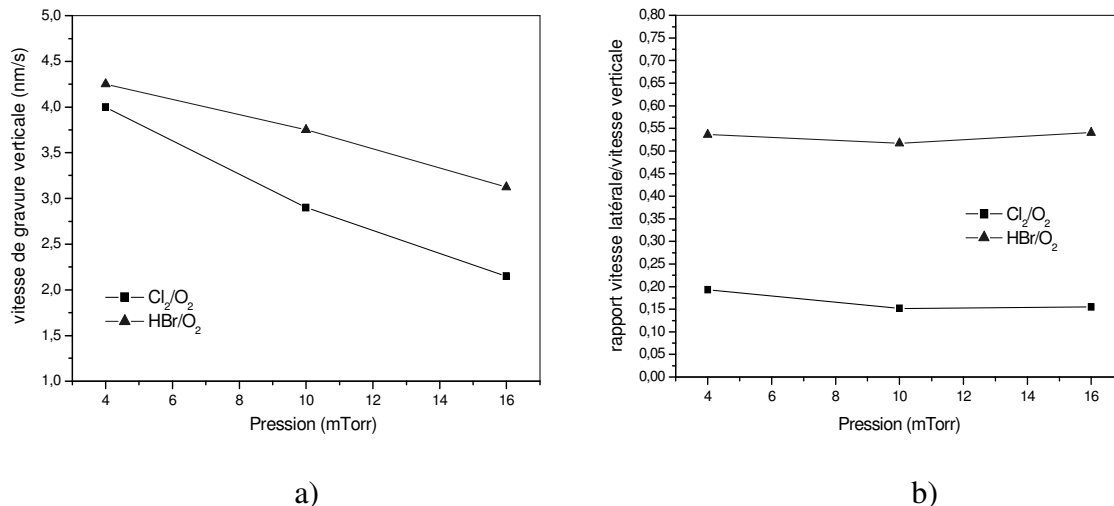 vitesse de gravure verticale (nm/s)
5,0
4,5
4,0
3,5
3,0
2,5
2,0
1,5
1,0
Cl2/O2
HBr/O2
4 6 8 10 12 14 16
Pression (mTorr)
a)
rapport vitesse latérale/vitesse verticale
0,80
0,75
0,70
0,65
0,60
0,55
0,50
0,45
0,40
0,35
0,30
0,25
0,20
0,15
0,10
0,05
0,00
Cl2/O2
HBr/O2
4 6 8 10 12 14 16
Pression (mTorr)
b)